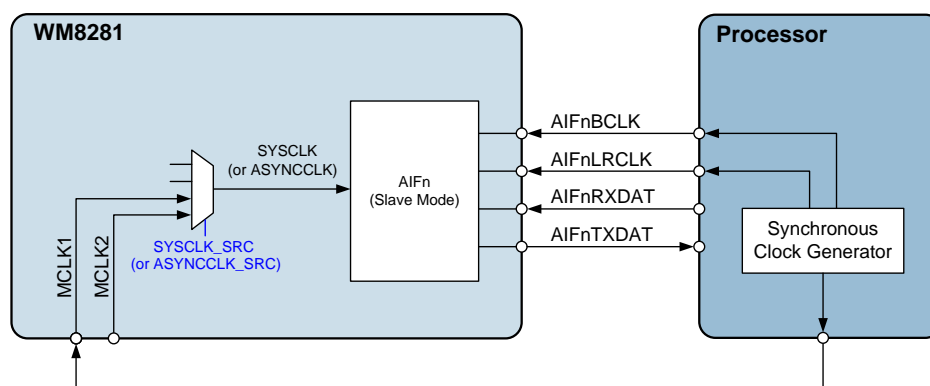 WM8281
Processor
AIFnBCLK
SYSCLK
(or ASYNCCLK)
AIFnLRCLK
AIFn
(Slave Mode)
AIFnRXDAT
AIFnTXDAT
Synchronous
Clock Generator
SYSCLK_SRC
(or ASYNCCLK_SRC)
MCLK1
MCLK2